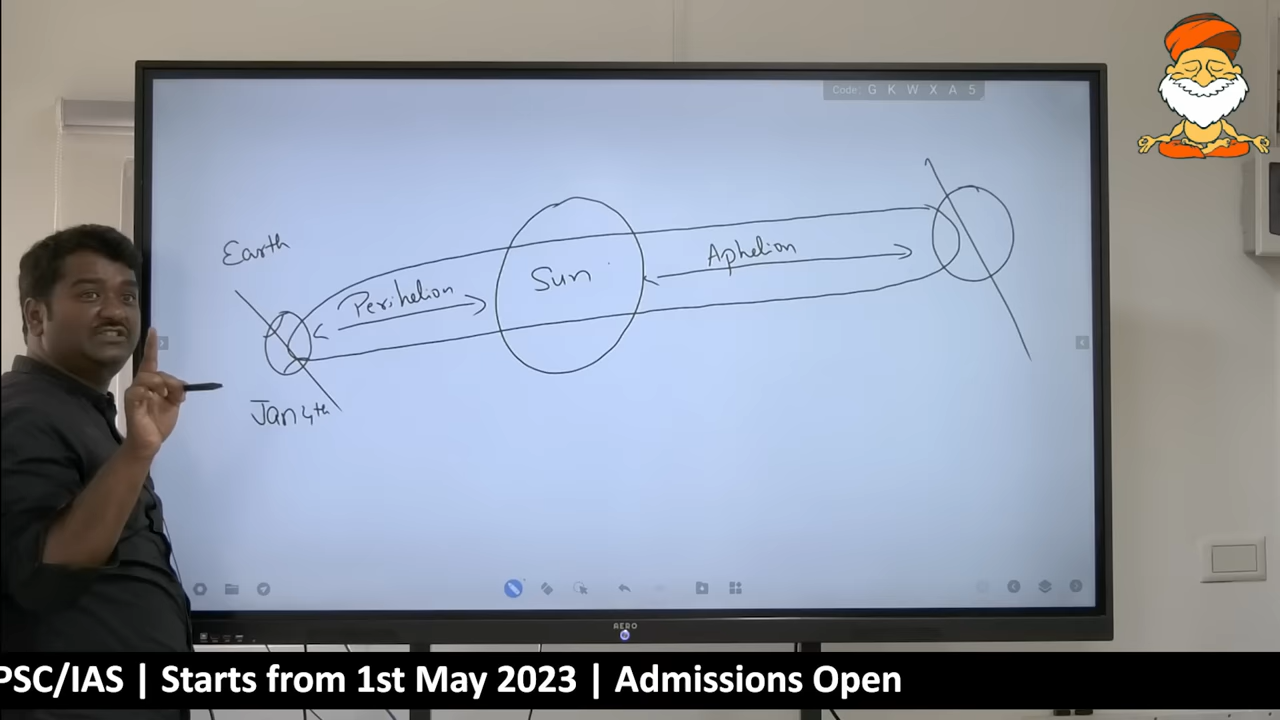 Code: G K W X A 5
Earth
Perihelion
Sun
Aphelion
Jan 4th
AERO
PSC/IAS | Starts from 1st May 2023 | Admissions Open